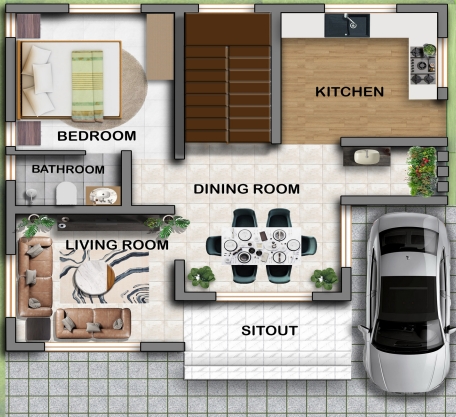 KITCHEN
BEDROOM
BATHROOM
DINING ROOM
LIVING ROOM
SITOUT